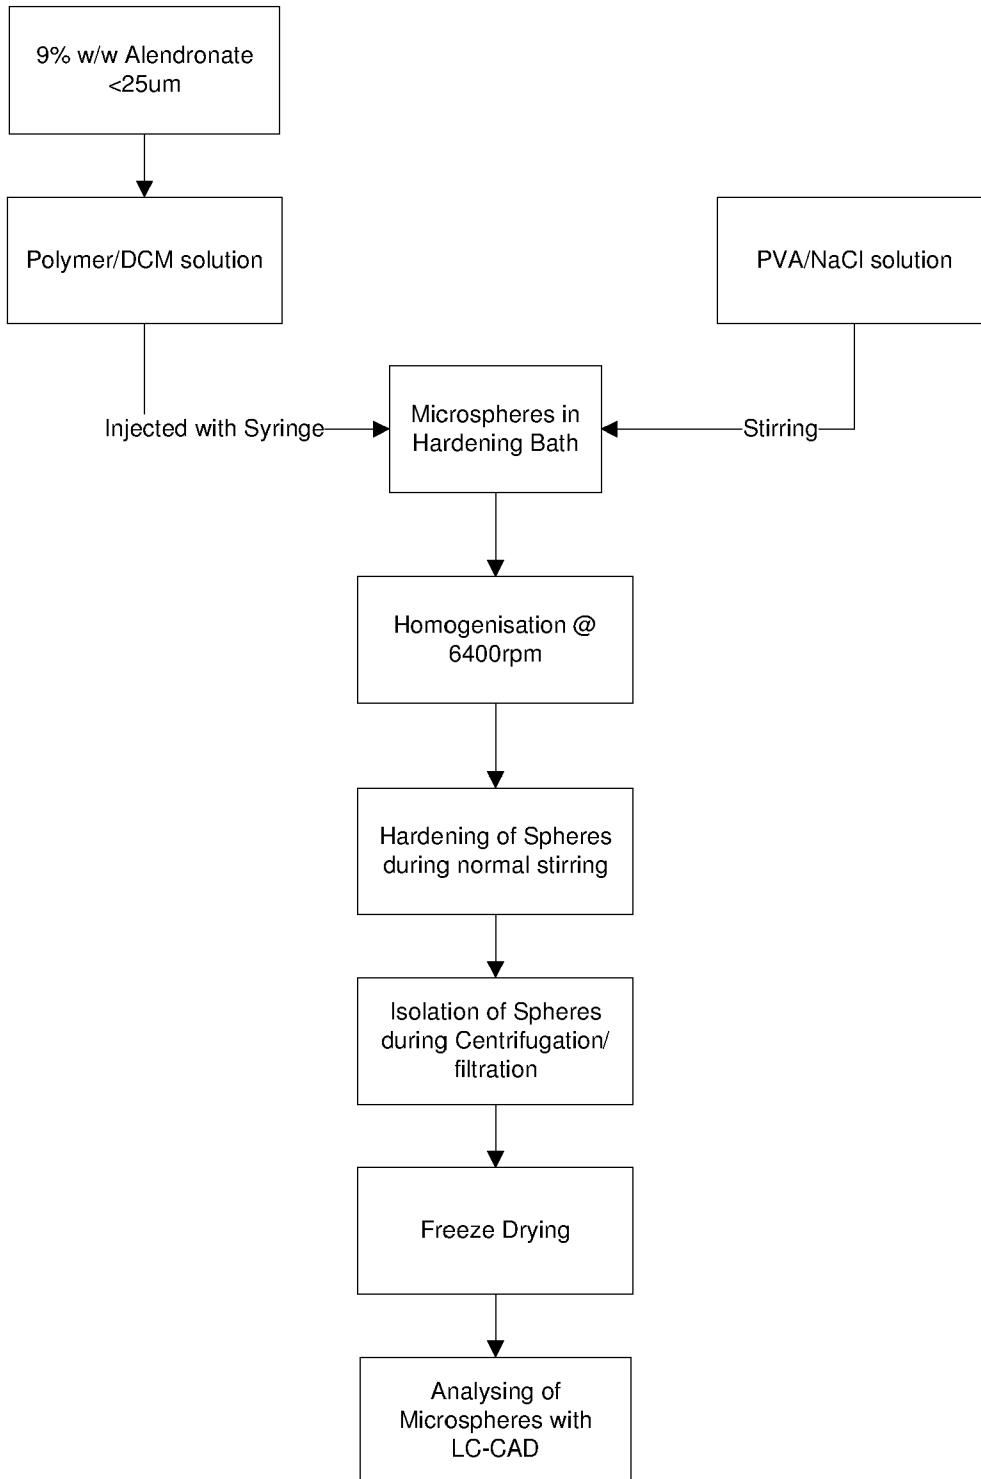 9% w/w Alendronate
<25um
Polymer/DCM solution
PVA/NaCl solution
Injected with Syringe
Microspheres in
Hardening Bath
Stirring
Homogenisation @
6400rpm
Hardening of Spheres
during normal stirring
Isolation of Spheres
during Centrifugation/
filtration
Freeze Drying
Analysing of
Microspheres with
LC-CAD